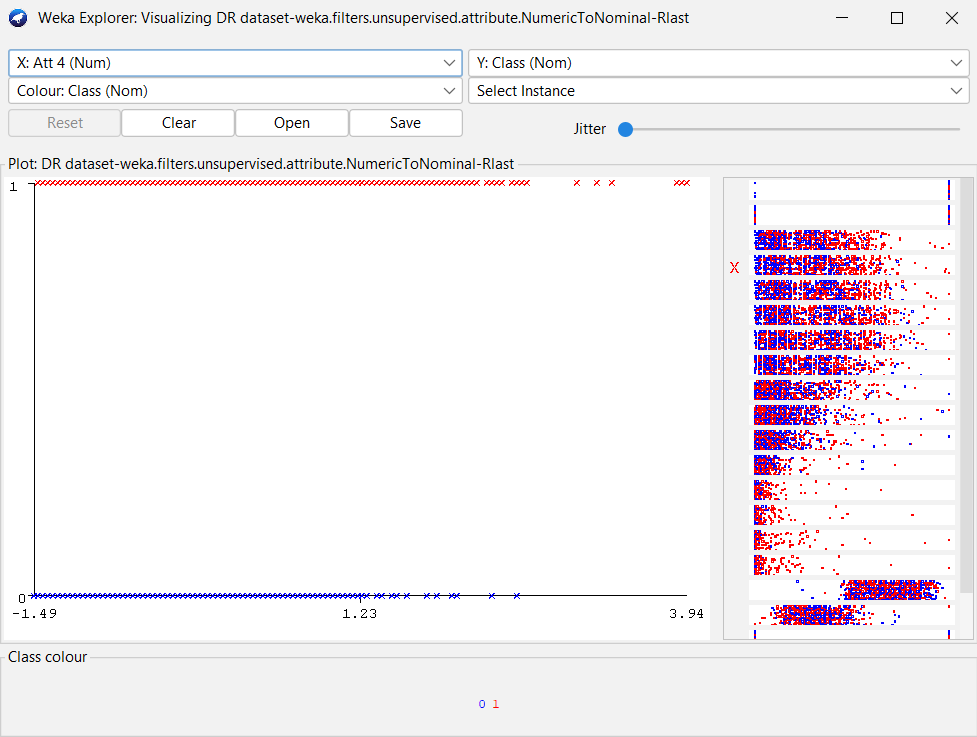 Weka Explorer: Visualizing DR dataset-weka.filters.unsupervised.attribute.NumericToNominal-Rlast
X: Att 4 (Num)
Y: Class (Nom)
Colour: Class (Nom)
Select Instance
Reset
Clear
Open
Save
Jitter
Plot: DR dataset-weka.filters.unsupervised.attribute.NumericToNominal-Rlast
1
0
-1.49
1.23
3.94
X
Class colour
0 1